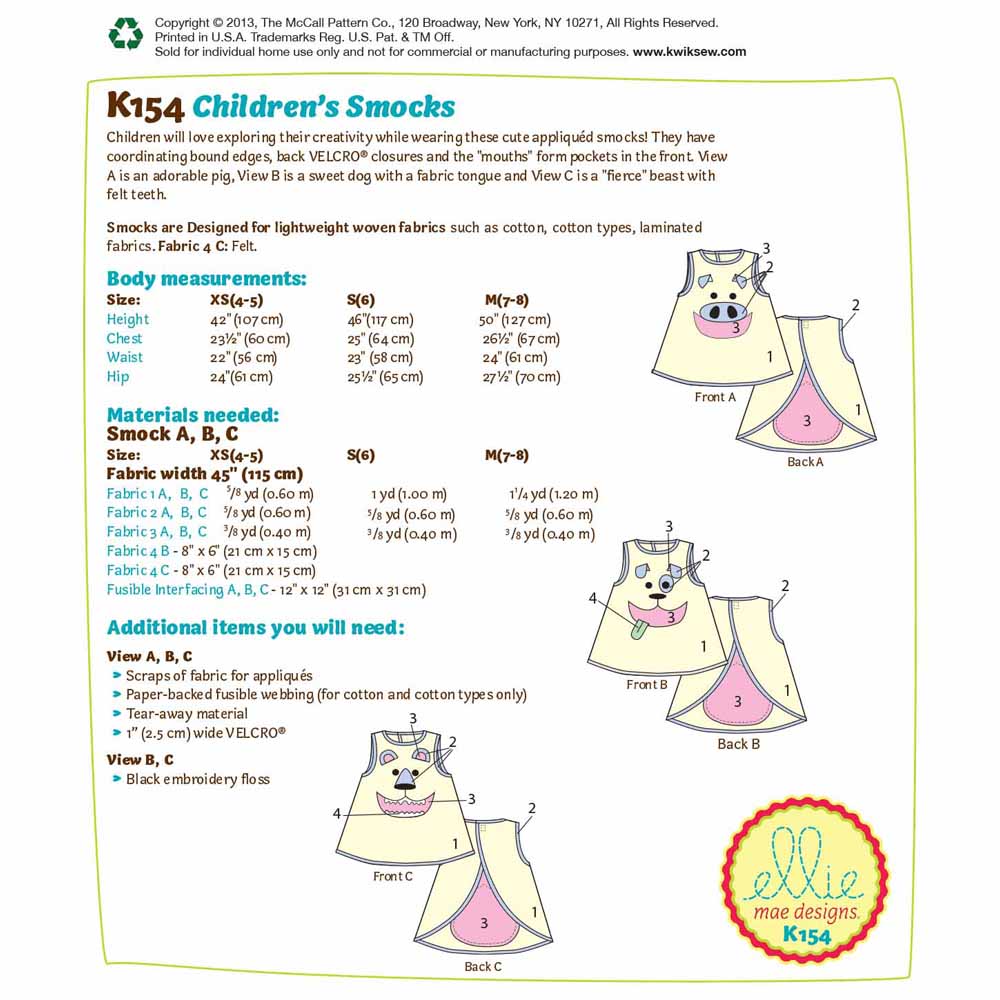 Copyright © 2013, The McCall Pattern Co., 120 Broadway, New York, NY 10271, All Rights Reserved.
Printed in U.S.A. Trademarks Reg. U.S. Pat. & TM Off.
Sold for individual home use only and not for commercial or manufacturing purposes. www.kwiksew.com
K154 Children's Smocks
Children will love exploring their creativity while wearing these cute appliquéd smocks! They have
coordinating bound edges, back VELCRO® closures and the "mouths" form pockets in the front. View
A is an adorable pig, View B is a sweet dog with a fabric tongue and View C is a "fierce" beast with
felt teeth.
Smocks are Designed for lightweight woven fabrics such as cotton, cotton types, laminated
fabrics. Fabric 4 C: Felt.
Body measurements:
Size: XS(4-5) S(6) M(7-8)
Height 42" (107 cm) 46"(117 cm) 50" (127 cm)
Chest 23½" (60 cm) 25" (64 cm) 26½" (67 cm)
Waist 22" (56 cm) 23" (58 cm) 24" (61 cm)
Hip 24"(61 cm) 25½" (65 cm) 27½" (70 cm)
Materials needed:
Smock A, B, C
Size: XS(4-5) S(6) M(7-8)
Fabric width 45" (115 cm)
Fabric 1 A, B, C 5/8 yd (0.60 m) 1 yd (1.00 m) 1 1/4 yd (1.20 m)
Fabric 2 A, B, C 5/8 yd (0.60 m) 5/8 yd (0.60 m) 5/8 yd (0.60 m)
Fabric 3 A, B, C 3/8 yd (0.40 m) 3/8 yd (0.40 m) 3/8 yd (0.40 m)
Fabric 4 B - 8" x 6" (21 cm x 15 cm)
Fabric 4 C - 8" x 6" (21 cm x 15 cm)
Fusible Interfacing A, B, C - 12" x 12" (31 cm x 31 cm)
Additional items you will need:
View A, B, C
Scraps of fabric for appliqués
Paper-backed fusible webbing (for cotton and cotton types only)
Tear-away material
1" (2.5 cm) wide VELCRO®
View B, C
Black embroidery floss
3
2
3
1
Front A
2
1
3
Back A
3
2
4
3
1
Front B
2
1
3
Back B
3
2
3
4
1
Front C
2
1
3
Back C
ellie
mae designs.
K154